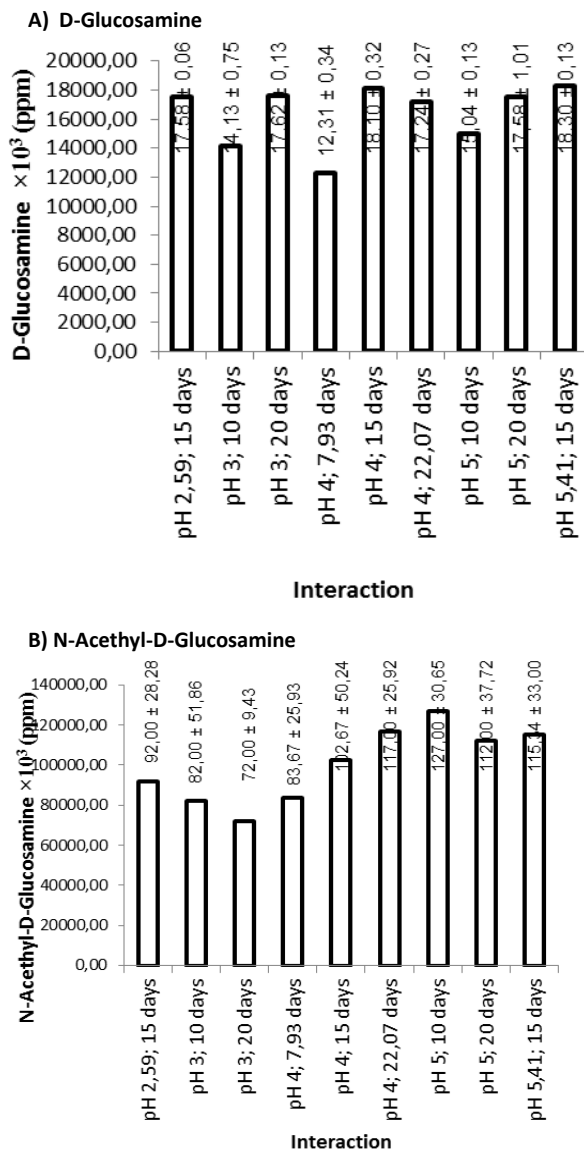 A) D-Glucosamine
D-Glucosamine ×10³ (ppm)
20000,00
18000,00
16000,00
14000,00
12000,00
10000,00
8000,00
6000,00
4000,00
2000,00
0,00
17.58 ± 0,06
14,13 ± 0,75
17.62 ± 0,13
12,31 ± 0,34
18.10 ± 0,32
17.24 ± 0,27
15,04 ± 0,13
17,58 ± 1,01
18.30 ± 0,13
pH 2,59; 15 days
pH 3; 10 days
pH 3; 20 days
pH 4; 7,93 days
pH 4; 15 days
pH 4; 22,07 days
pH 5; 10 days
pH 5; 20 days
pH 5,41; 15 days
Interaction
B) N-Acethyl-D-Glucosamine
N-Acethyl-D-Glucosamine ×10³ (ppm)
140000,00
120000,00
100000,00
80000,00
60000,00
40000,00
20000,00
0,00
92,00 ± 28,28
82,00 ± 51,86
72,00 ± 9,43
83,67 ± 25,93
102,67 ± 50,24
117,00 ± 25,92
127,00 ± 30,65
112,00 ± 37,72
115,34 ± 33,00
pH 2,59; 15 days
pH 3; 10 days
pH 3; 20 days
pH 4; 7,93 days
pH 4; 15 days
pH 4; 22,07 days
pH 5; 10 days
pH 5; 20 days
pH 5,41; 15 days
Interaction